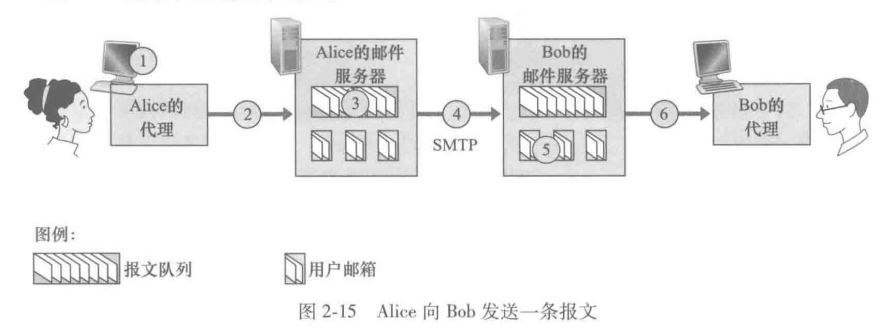 Alice的邮件
服务器
Bob的
邮件服务器
1
Alice的
代理
2
3
4
SMTP
5
6
Bob的
代理
图例：
报文队列
用户邮箱
图 2-15 Alice 向 Bob 发送一条报文